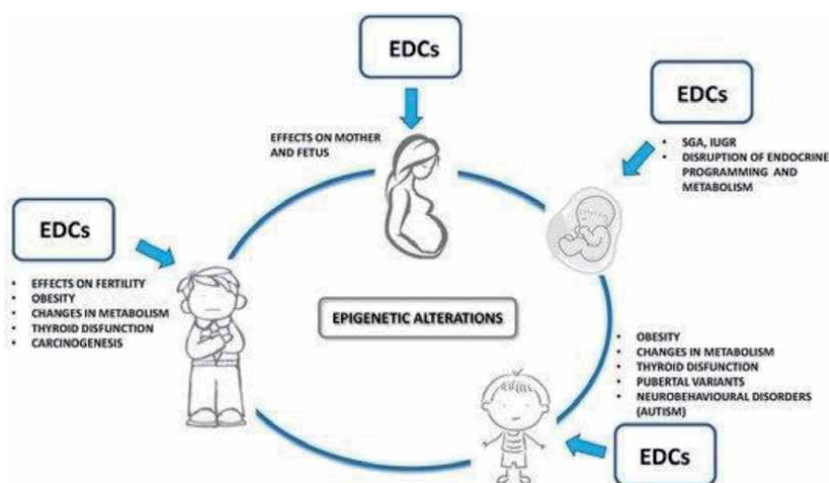 EDCs
EFFECTS ON MOTHER
AND FETUS
EDCs
• SGA, IUGR
• DISRUPTION OF ENDOCRINE
PROGRAMMING AND
METABOLISM
EDCs
• EFFECTS ON FERTILITY
• OBESITY
• CHANGES IN METABOLISM
• THYROID DISFUNCTION
• CARCINOGENESIS
EPIGENETIC ALTERATIONS
• OBESITY
• CHANGES IN METABOLISM
• THYROID DISFUNCTION
• PUBERTAL VARIANTS
• NEUROBEHAVIOURAL DISORDERS
(AUTISM)
EDCs